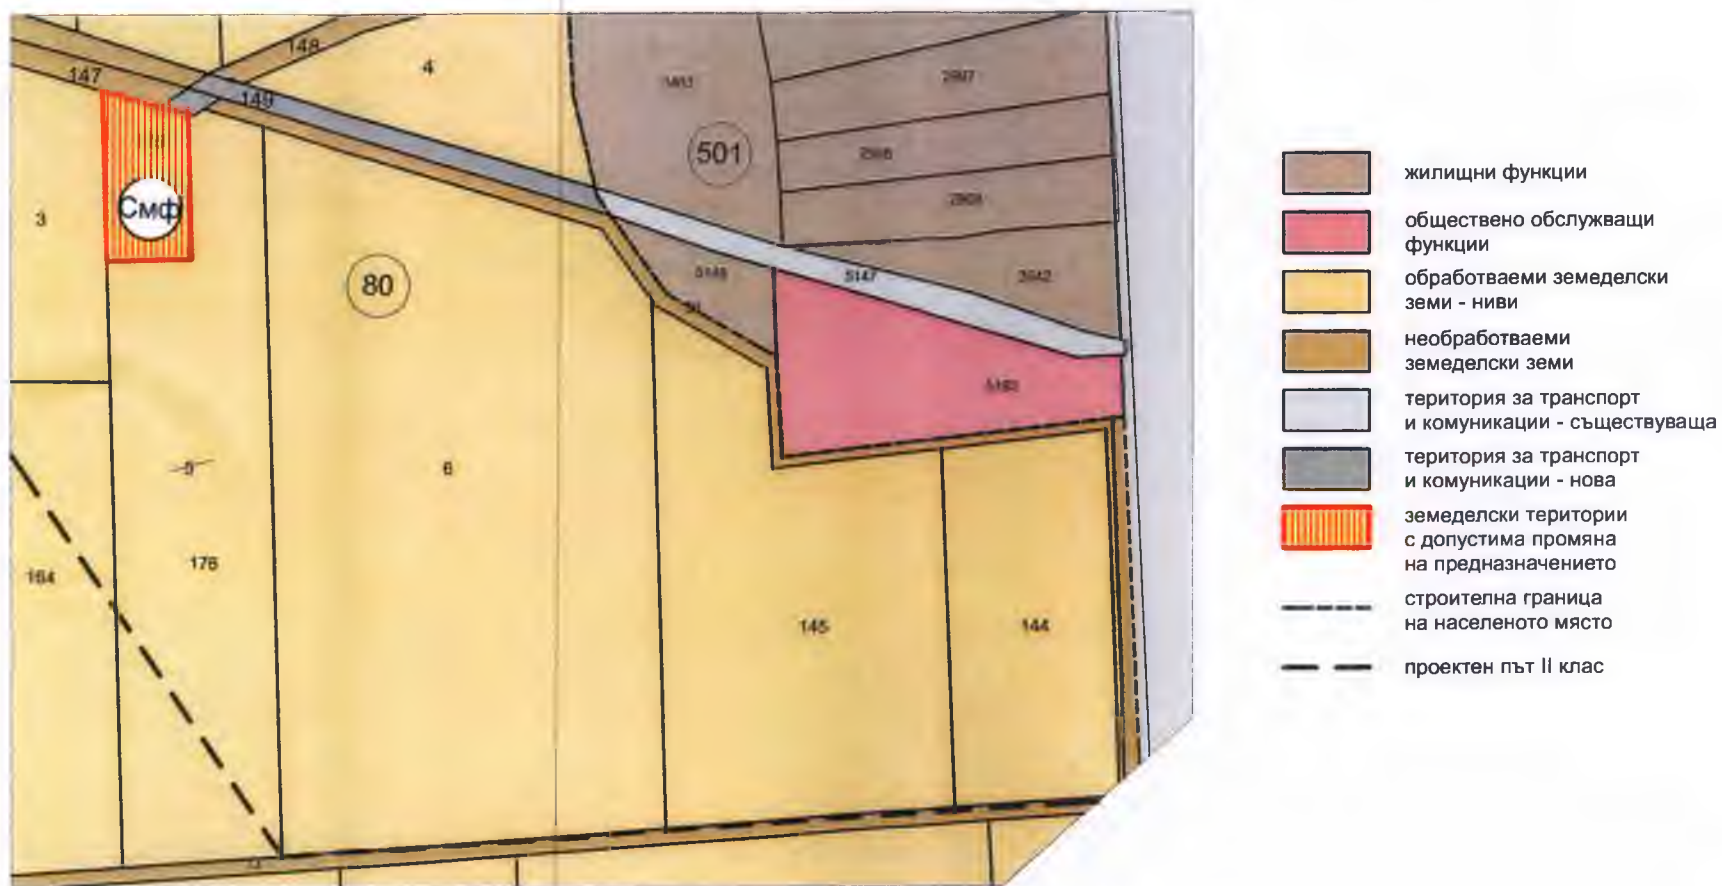 148
4
147
149
2907
501
3
Смф
5147
80
6
176
164
145
144
жилищни функции
обществено обслужващи
функции
обработваеми земеделски
земи - ниви
необработваеми
земеделски земи
територия за транспорт
и комуникации - съществуваща
територия за транспорт
и комуникации - нова
земеделски територии
с допустима промяна
на предназначението
строителна граница
на населеното място
проектен път II клас